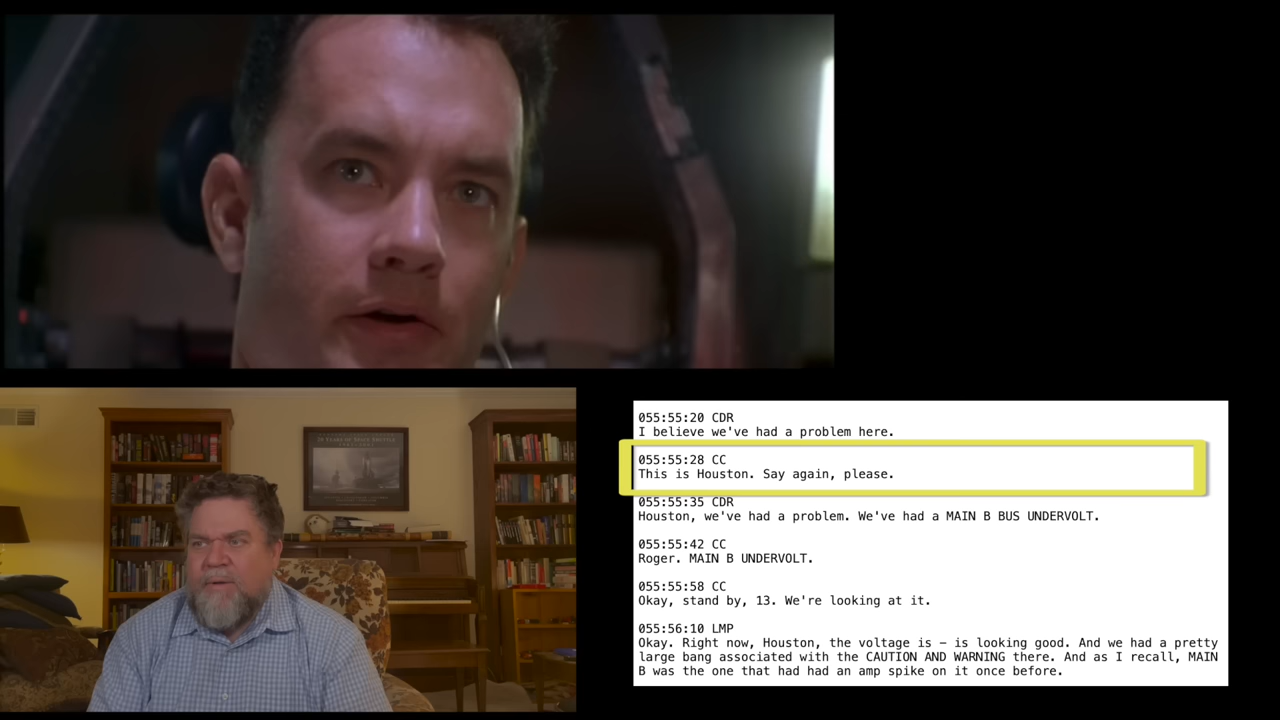 055:55:20 CDR
I believe we've had a problem here.
055:55:28 CC
This is Houston. Say again, please.
055:55:35 CDR
Houston, we've had a problem. We've had a MAIN B BUS UNDERVOLT.
055:55:42 CC
Roger. MAIN B UNDERVOLT.
055:55:58 CC
Okay, stand by, 13. We're looking at it.
055:56:10 LMP
Okay. Right now, Houston, the voltage is – is looking good. And we had a pretty
large bang associated with the CAUTION AND WARNING there. And as I recall, MAIN
B was the one that had had an amp spike on it once before.